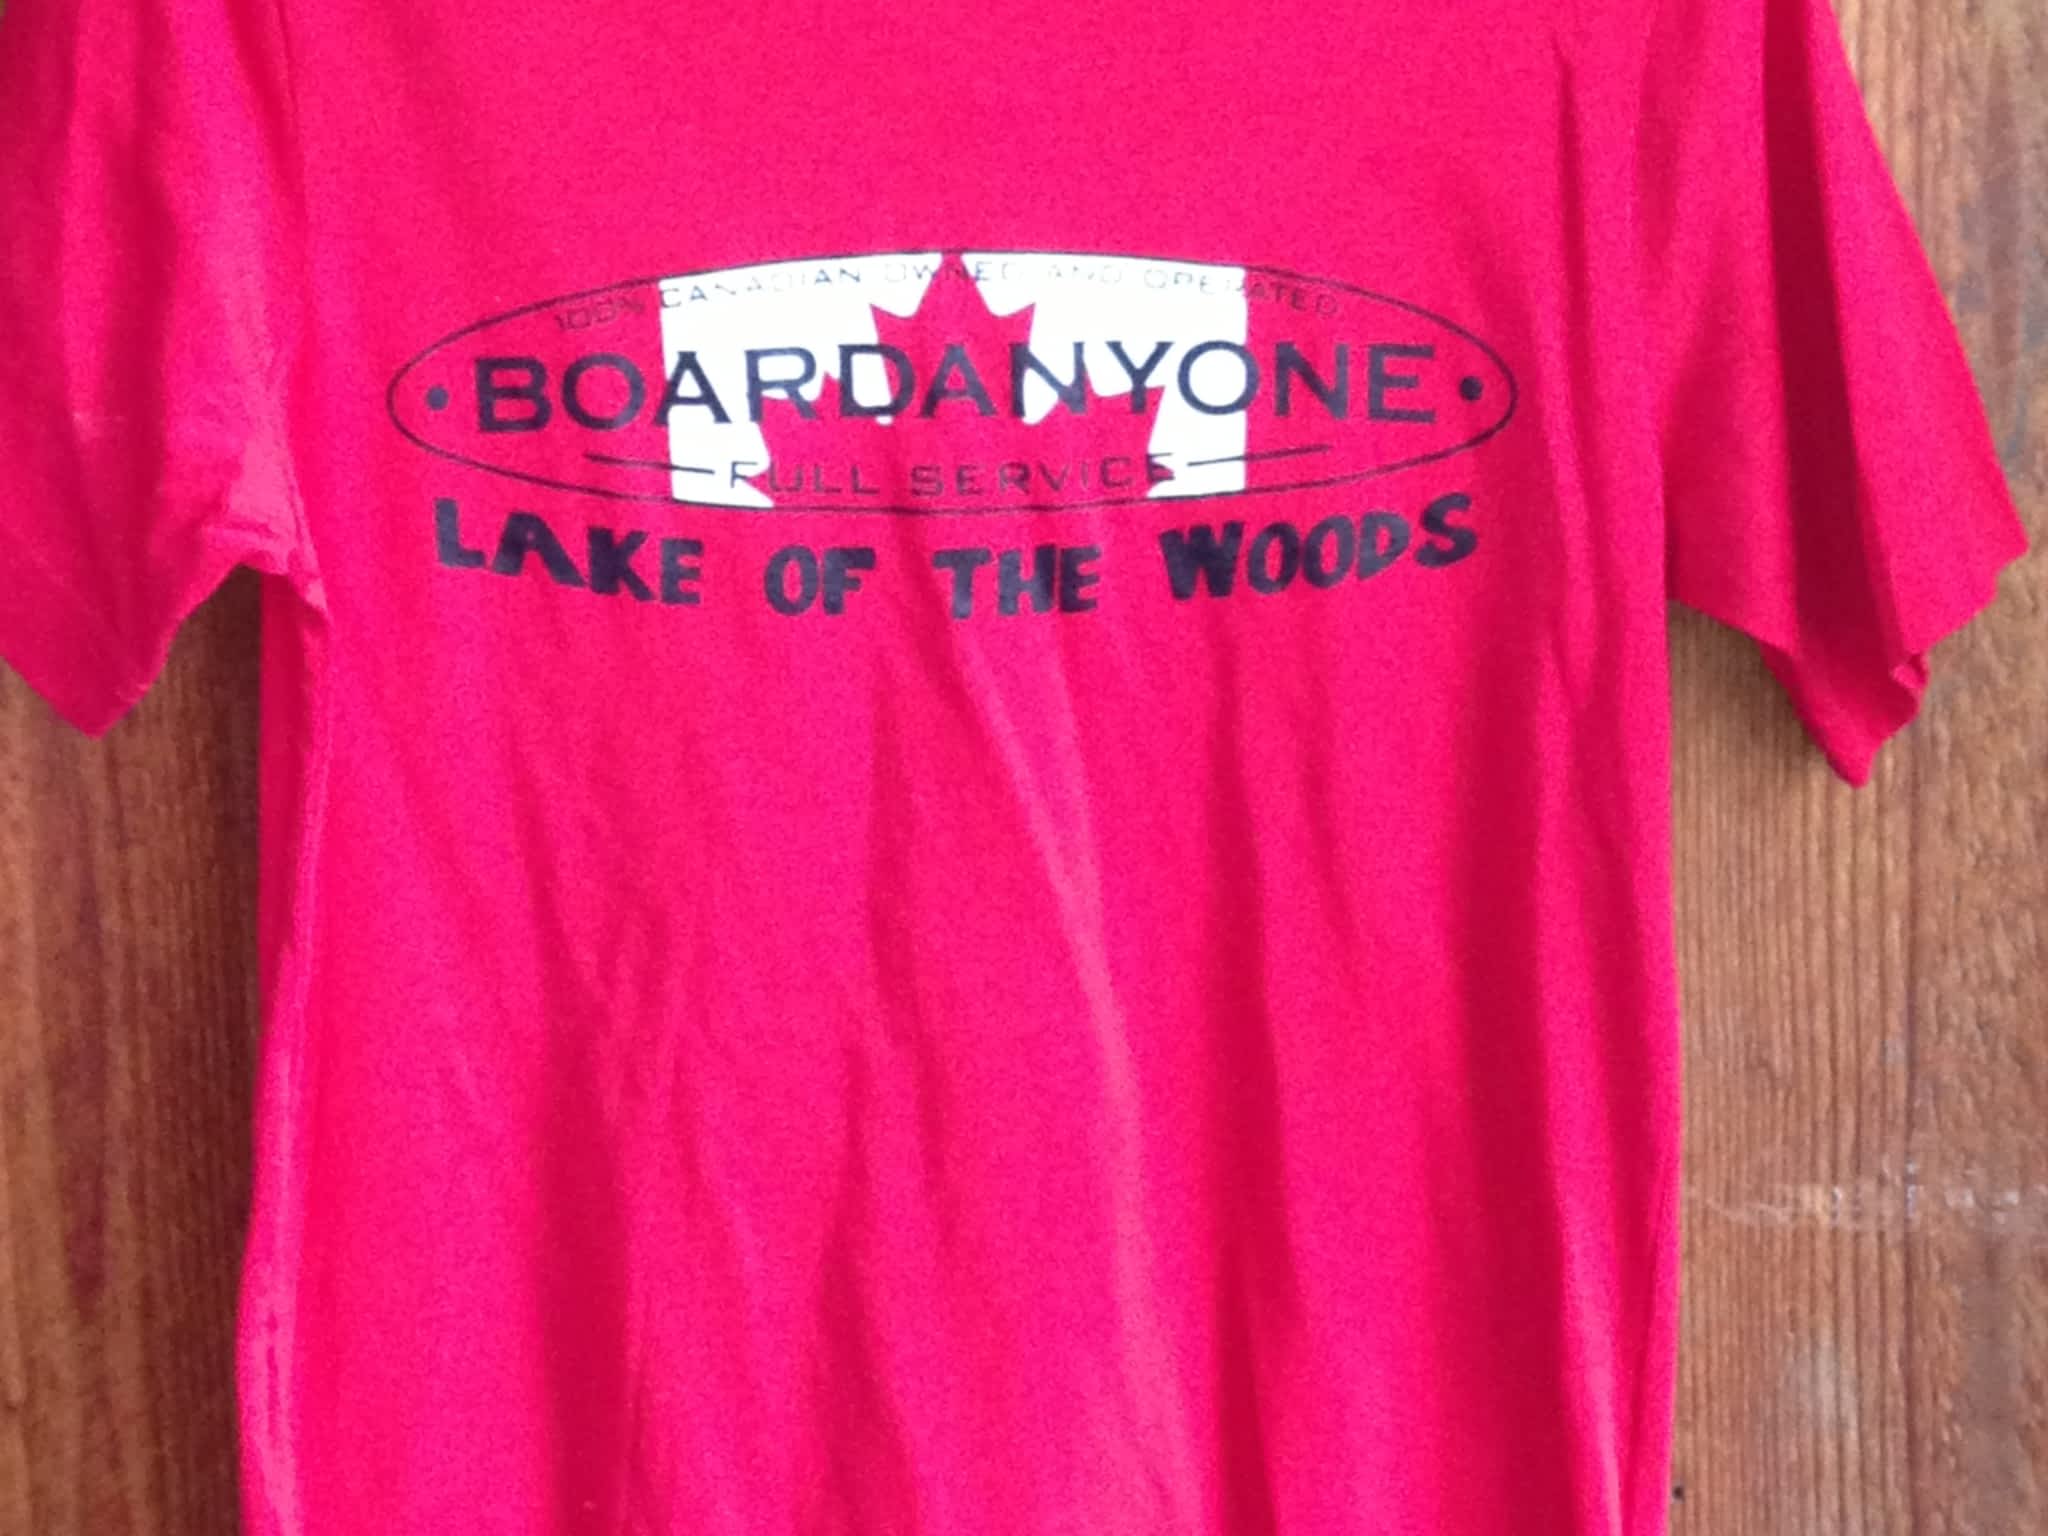 100% CANADIAN OWNED AND OPERATED
• BOARDANYONE •
FULL SERVICE
LAKE OF THE WOODS